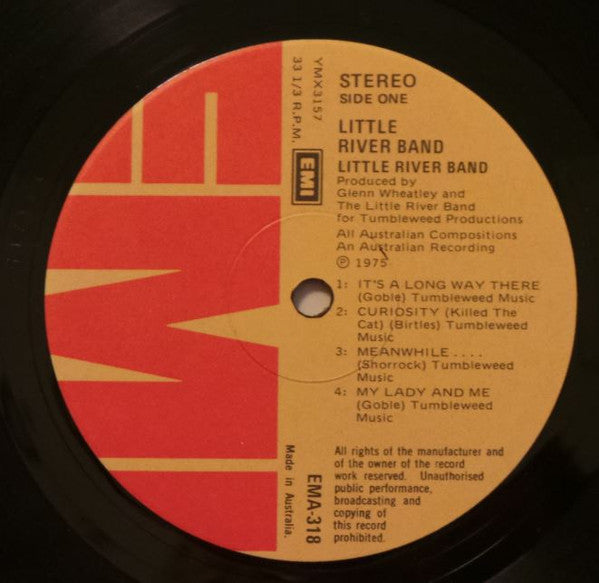 EMI
YMX3157
33 1/3 R.P.M.
EMI
STEREO
SIDE ONE
LITTLE
RIVER BAND
LITTLE RIVER BAND
Produced by
Glenn Wheatley and
The Little River Band
for Tumbleweed Productions
All Australian Compositions
An Australian Recording
℗ 1975
1: IT'S A LONG WAY THERE
(Goble) Tumbleweed Music
2: CURIOSITY (Killed The
Cat) (Birtles) Tumbleweed
Music
3: MEANWHILE . . . .
(Shorrock) Tumbleweed
Music
4: MY LADY AND ME
(Goble) Tumbleweed
Music
All rights of the manufacturer and
of the owner of the record
work reserved. Unauthorised
public performance,
broadcasting and
copying of
this record
prohibited.
EMA-318
Made in Australia.